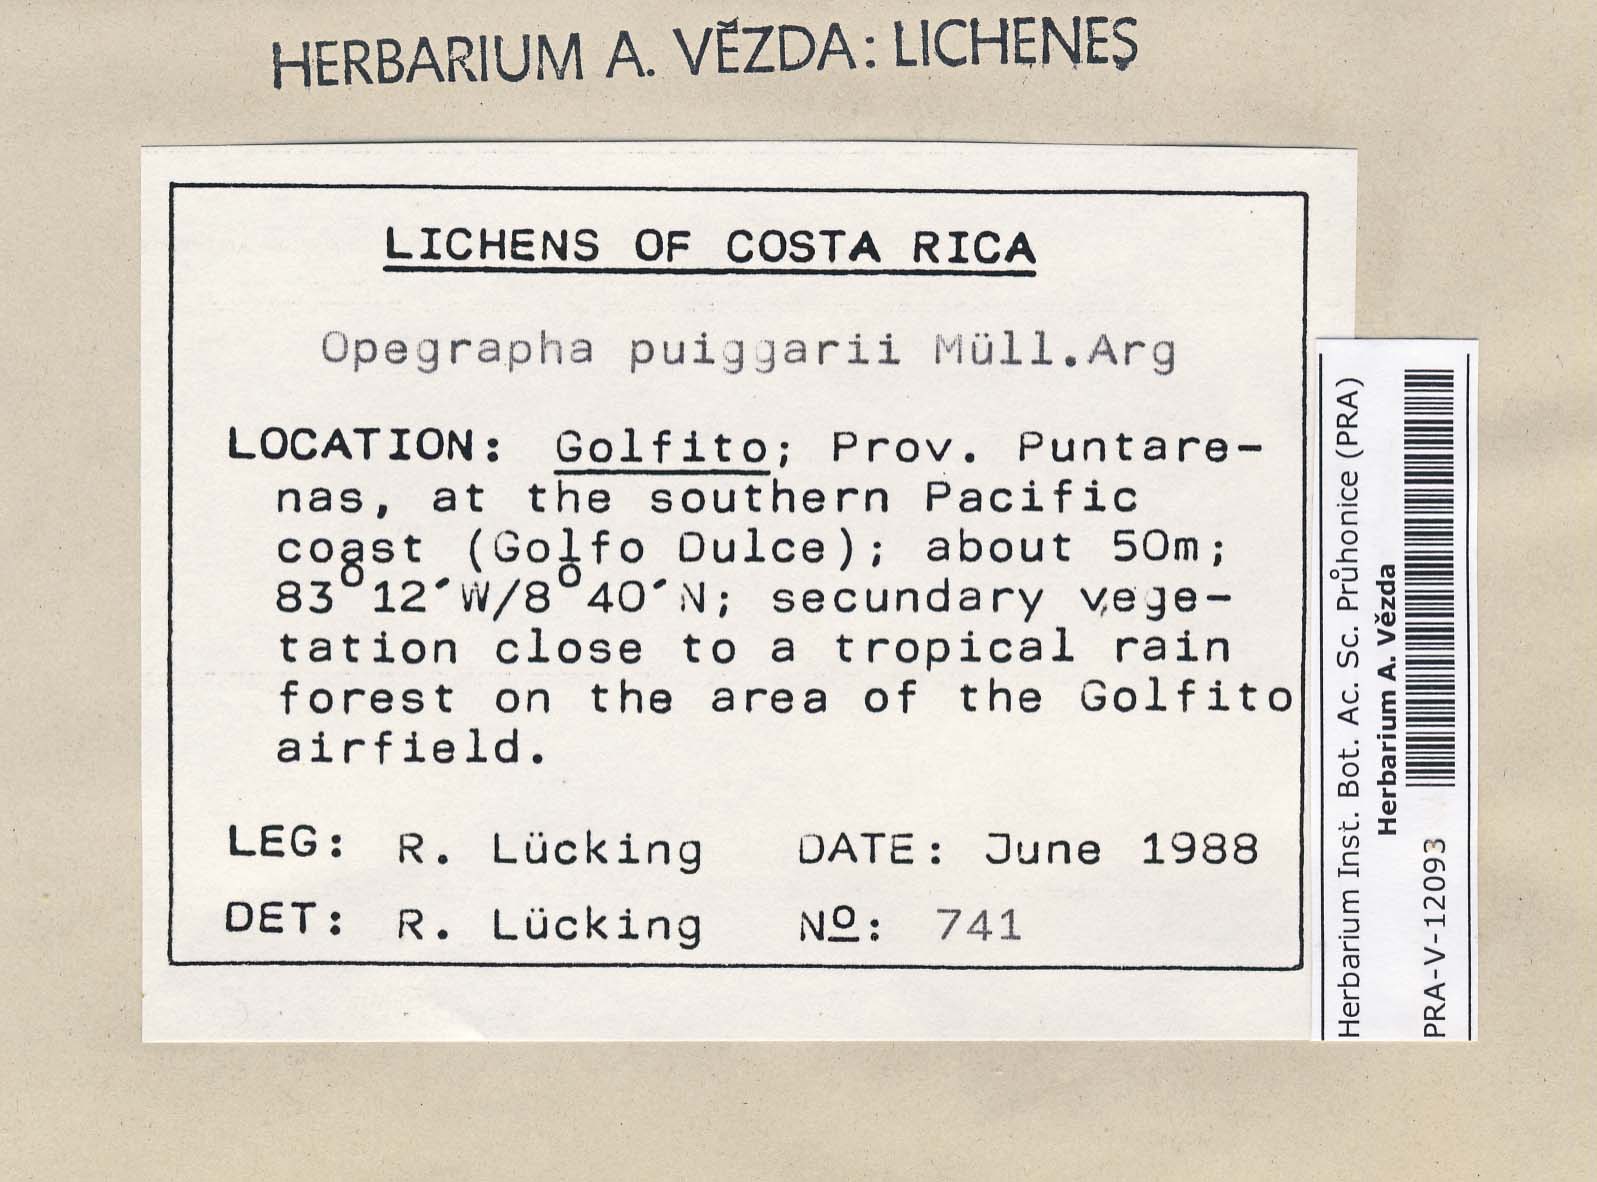 HERBARIUM A. VĚZDA: LICHENES
LICHENS OF COSTA RICA
Opegrapha puiggarii Müll.Arg
LOCATION: Golfito; Prov. Puntare-
nas, at the southern Pacific
coast (Golfo Dulce); about 50m;
83°12´W/8°40´N; secundary vege-
tation close to a tropical rain
forest on the area of the Golfito
airfield.
LEG: R. Lücking DATE: June 1988
DET: R. Lücking Nº: 741
Herbarium Inst. Bot. Ac. Sc. Průhonice (PRA)
Herbarium A. Vězda
PRA-V-12093